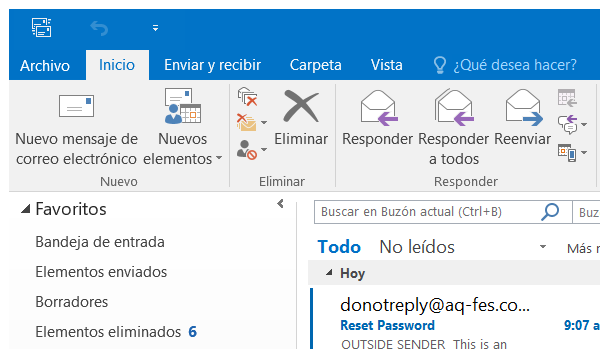 Archivo Inicio Enviar y recibir Carpeta Vista ¿Qué desea hacer?
Nuevo mensaje de correo electrónico
Nuevos elementos
Eliminar
Responder
Responder a todos
Reenviar
Nuevo Eliminar Responder
Favoritos
Bandeja de entrada
Elementos enviados
Borradores
Elementos eliminados 6
Buscar en Buzón actual (Ctrl+B)
Todo No leídos
Hoy
donotreply@aq-fes.co...
Reset Password 9:07 a
OUTSIDE SENDER This is an